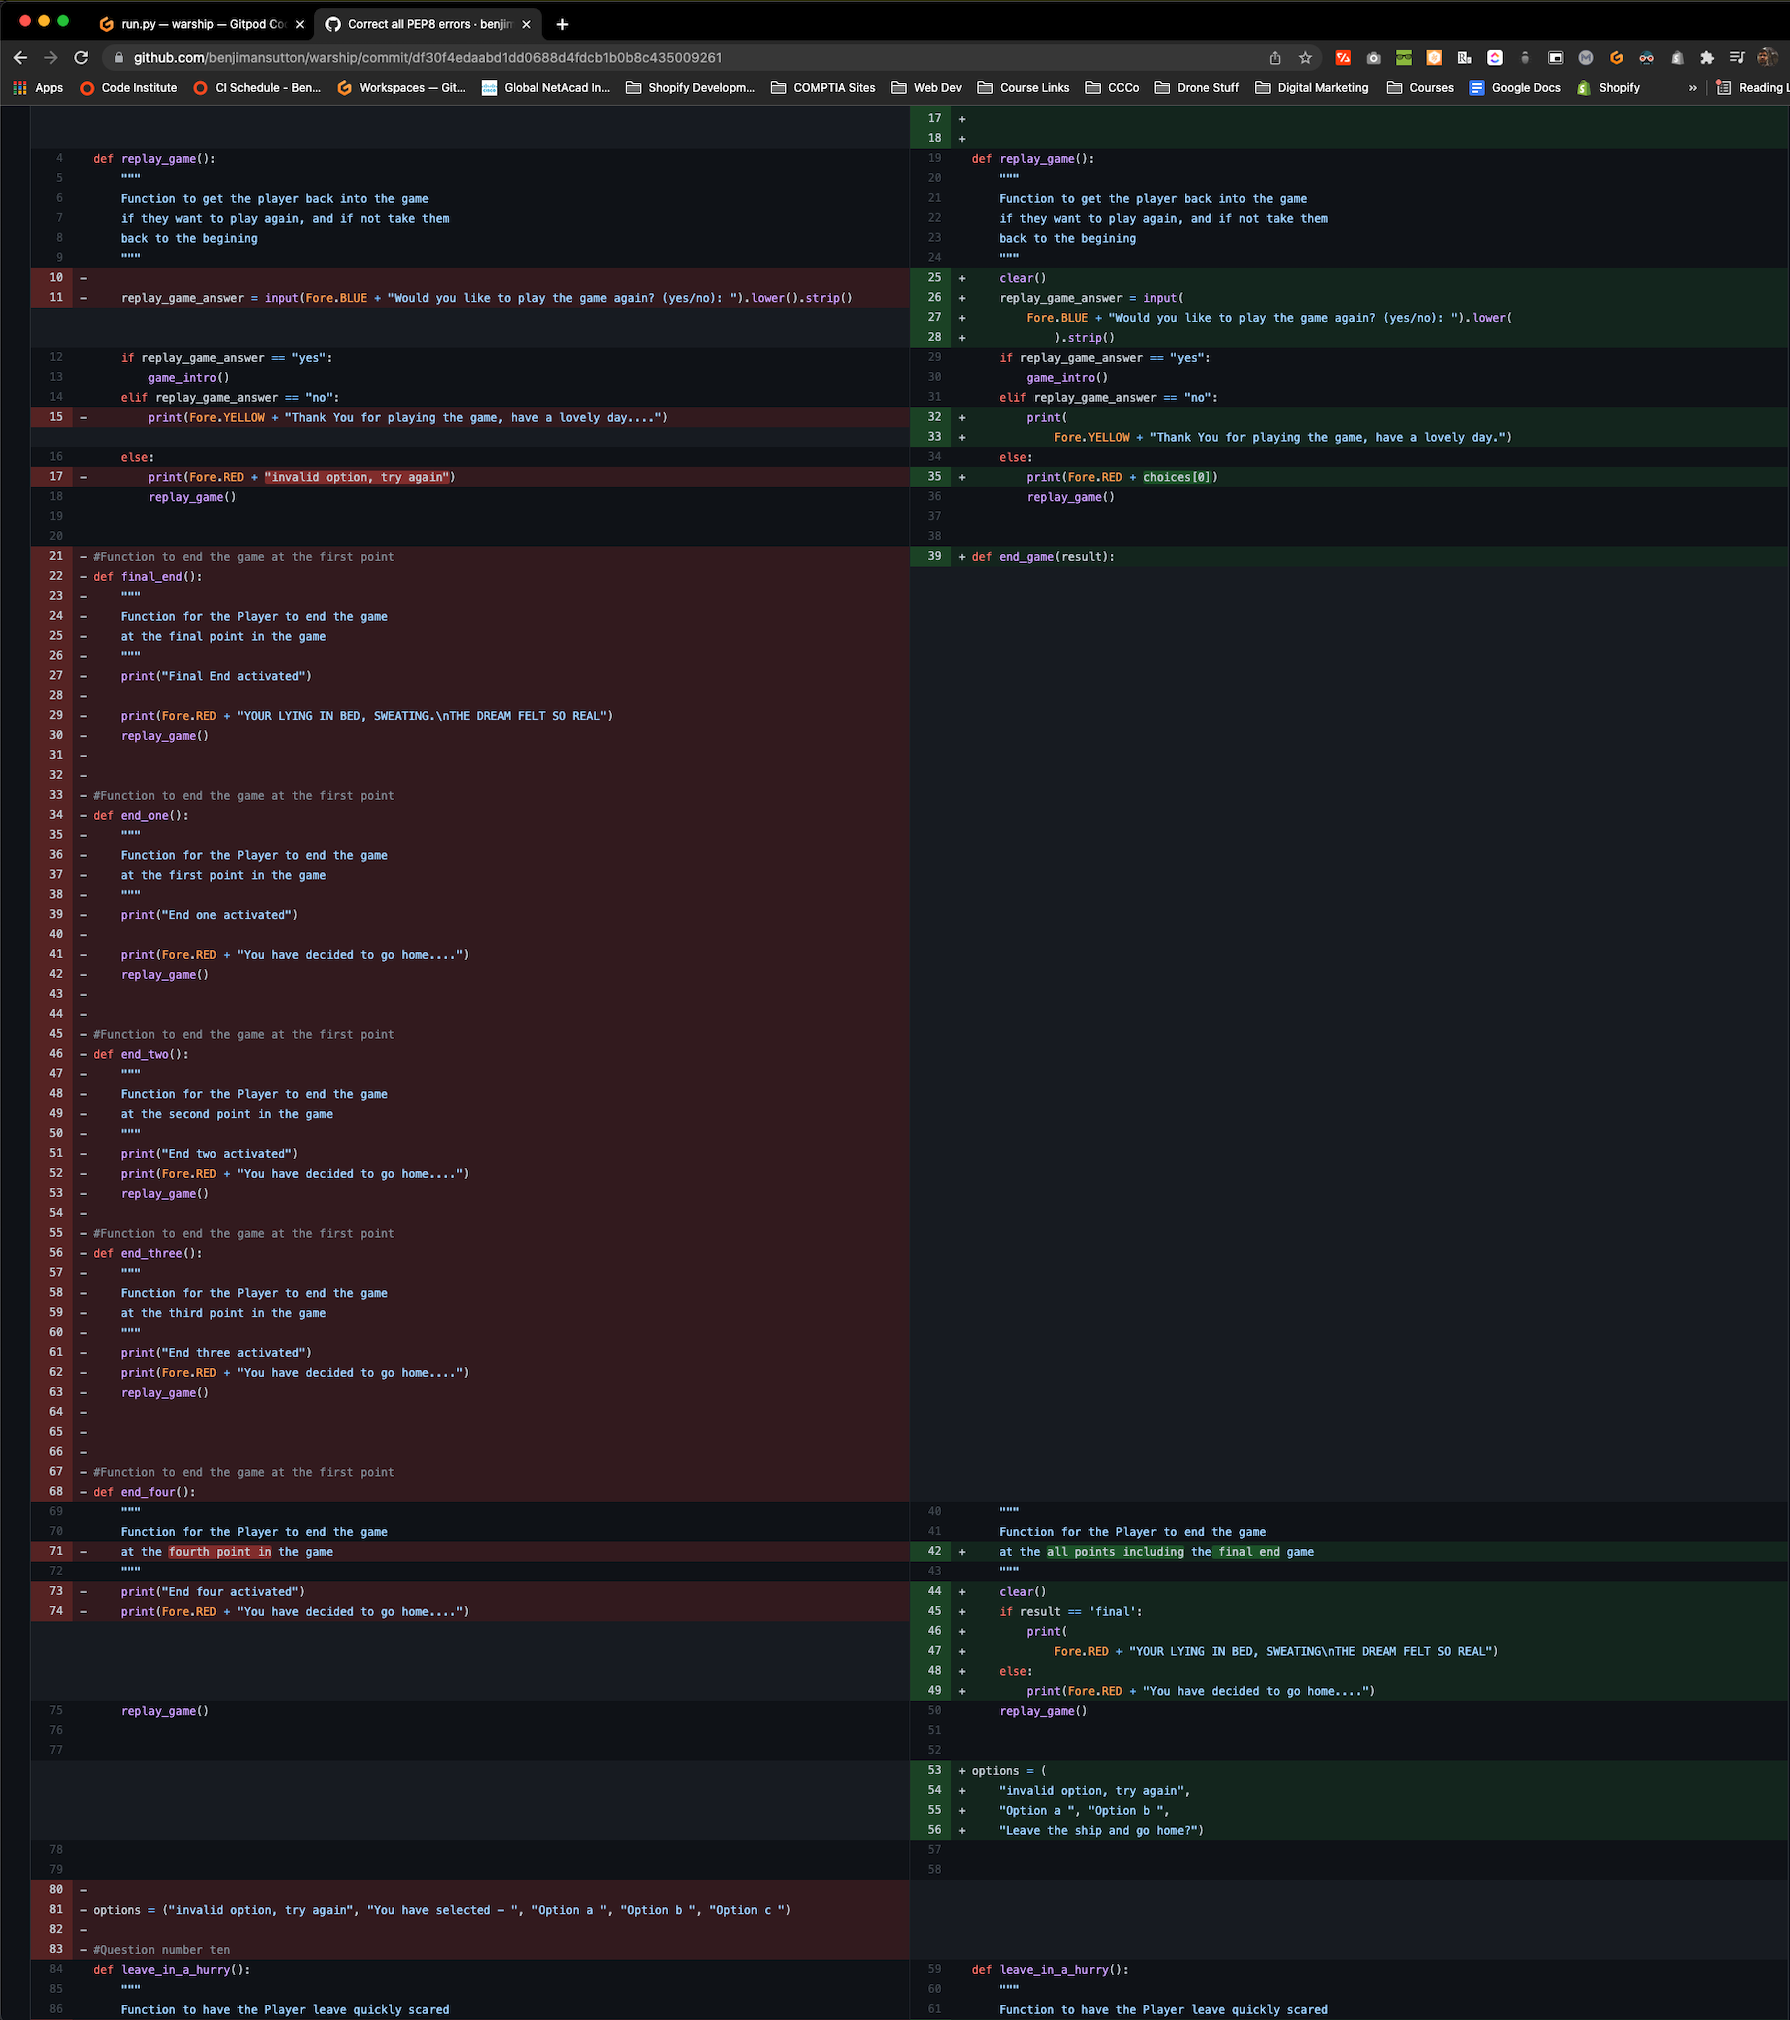 run.py — warship — Gitpod Co
Correct all PEP8 errors · benjim
github.com/benjimansutton/warship/commit/df30f4edaabd1dd0688d4fdcb1b0b8c435009261
Apps Code Institute CI Schedule - Ben... Workspaces — Git... Global NetAcad In... Shopify Developm... COMPTIA Sites Web Dev Course Links CCCo Drone Stuff Digital Marketing Courses Google Docs Shopify » Reading L
4 def replay_game():
5 """
6 Function to get the player back into the game
7 if they want to play again, and if not take them
8 back to the begining
9 """
10 -
11 - replay_game_answer = input(Fore.BLUE + "Would you like to play the game again? (yes/no): ").lower().strip()
12 if replay_game_answer == "yes":
13 game_intro()
14 elif replay_game_answer == "no":
15 - print(Fore.YELLOW + "Thank You for playing the game, have a lovely day....")
16 else:
17 - print(Fore.RED + "invalid option, try again")
18 replay_game()
19
20
21 - #Function to end the game at the first point
22 - def final_end():
23 - """
24 - Function for the Player to end the game
25 - at the final point in the game
26 - """
27 - print("Final End activated")
28 -
29 - print(Fore.RED + "YOUR LYING IN BED, SWEATING.\nTHE DREAM FELT SO REAL")
30 - replay_game()
31 -
32 -
33 - #Function to end the game at the first point
34 - def end_one():
35 - """
36 - Function for the Player to end the game
37 - at the first point in the game
38 - """
39 - print("End one activated")
40 -
41 - print(Fore.RED + "You have decided to go home....")
42 - replay_game()
43 -
44 -
45 - #Function to end the game at the first point
46 - def end_two():
47 - """
48 - Function for the Player to end the game
49 - at the second point in the game
50 - """
51 - print("End two activated")
52 - print(Fore.RED + "You have decided to go home....")
53 - replay_game()
54 -
55 - #Function to end the game at the first point
56 - def end_three():
57 - """
58 - Function for the Player to end the game
59 - at the third point in the game
60 - """
61 - print("End three activated")
62 - print(Fore.RED + "You have decided to go home....")
63 - replay_game()
64 -
65 -
66 -
67 - #Function to end the game at the first point
68 - def end_four():
69 """
70 Function for the Player to end the game
71 - at the fourth point in the game
72 """
73 - print("End four activated")
74 - print(Fore.RED + "You have decided to go home....")
75 replay_game()
76
77
78
79
80 -
81 - options = ("invalid option, try again", "You have selected - ", "Option a ", "Option b ", "Option c ")
82 -
83 - #Question number ten
84 def leave_in_a_hurry():
85 """
86 Function to have the Player leave quickly scared
17 +
18 +
19 def replay_game():
20 """
21 Function to get the player back into the game
22 if they want to play again, and if not take them
23 back to the begining
24 """
25 + clear()
26 + replay_game_answer = input(
27 + Fore.BLUE + "Would you like to play the game again? (yes/no): ").lower(
28 + ).strip()
29 if replay_game_answer == "yes":
30 game_intro()
31 elif replay_game_answer == "no":
32 + print(
33 + Fore.YELLOW + "Thank You for playing the game, have a lovely day.")
34 else:
35 + print(Fore.RED + choices[0])
36 replay_game()
37
38
39 + def end_game(result):
40 """
41 Function for the Player to end the game
42 + at the all points including the final end game
43 """
44 + clear()
45 + if result == 'final':
46 + print(
47 + Fore.RED + "YOUR LYING IN BED, SWEATING\nTHE DREAM FELT SO REAL")
48 + else:
49 + print(Fore.RED + "You have decided to go home....")
50 replay_game()
51
52
53 + options = (
54 + "invalid option, try again",
55 + "Option a ", "Option b ",
56 + "Leave the ship and go home?")
57
58
59 def leave_in_a_hurry():
60 """
61 Function to have the Player leave quickly scared